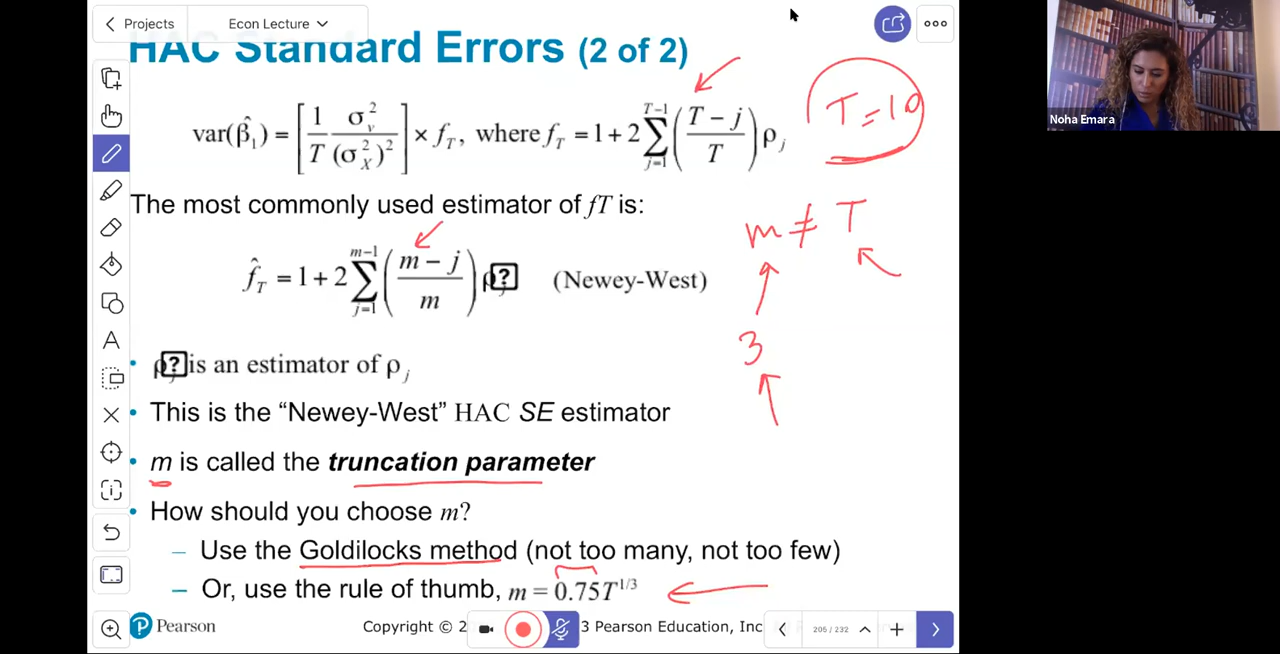 Projects
Econ Lecture
HAC Standard Errors (2 of 2)
var(β̂₁) = [1/T σ_v²/(σ_X²)²] × f_T, where f_T = 1 + 2 ∑_{j=1}^{T−1} ((T − j)/T) ρ_j
T = 10
The most commonly used estimator of fT is:
m ≠ T
f̂_T = 1 + 2 ∑_{j=1}^{m−1} ((m − j)/m) ρ? (Newey-West)
3
• ρ? is an estimator of ρ_j
• This is the “Newey-West” HAC SE estimator
• m is called the truncation parameter
• How should you choose m?
– Use the Goldilocks method (not too many, not too few)
– Or, use the rule of thumb, m = 0.75T^{1/3}
Pearson
Copyright © 2
3 Pearson Education, Inc
205 / 232
Noha Emara